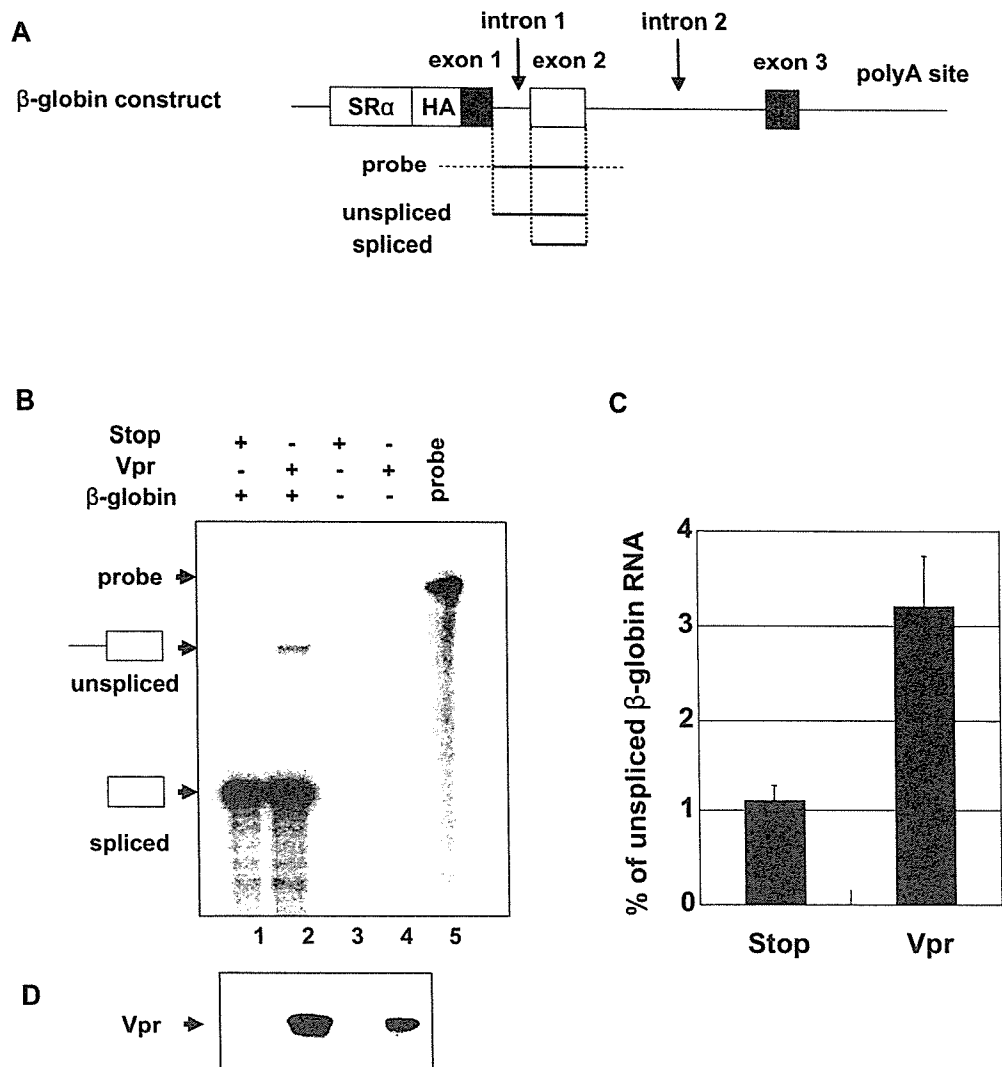 A
intron 1
intron 2
exon 1
exon 2
exon 3
polyA site
β-globin construct
SRα
HA
probe
unspliced
spliced
B
Stop + - + -
Vpr - + - +
β-globin + + - -
probe
probe
unspliced
spliced
1 2 3 4 5
C
% of unspliced β-globin RNA
4
3
2
1
0
Stop
Vpr
D
Vpr